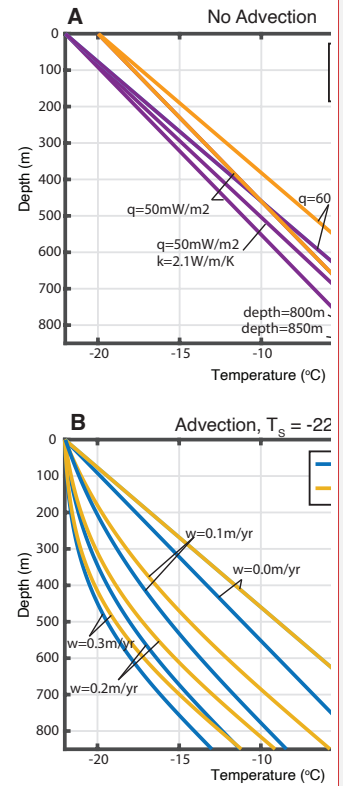 A
No Advection
0
100
200
300
400
500
600
700
800
Depth (m)
q=50mW/m2
q=50mW/m2
k=2.1W/m/K
q=60
depth=800m
depth=850m
-20
-15
-10
Temperature (°C)
B
Advection, T_S = -22
0
100
200
300
400
500
600
700
800
Depth (m)
w=0.1m/yr
w=0.0m/yr
w=0.3m/yr
w=0.2m/yr
-20
-15
-10
Temperature (°C)